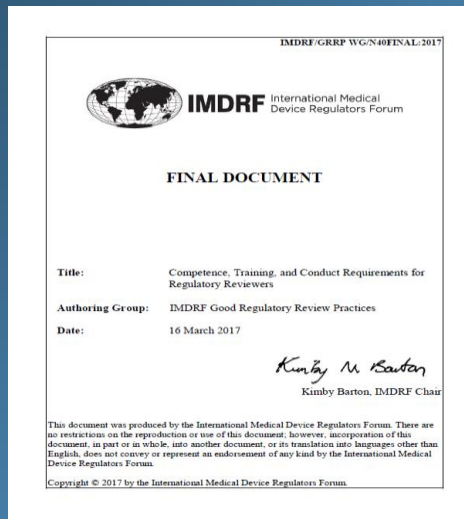 IMDRF/GRRP WG/N40FINAL:2017
IMDRF International Medical
Device Regulators Forum
FINAL DOCUMENT
Title: Competence, Training, and Conduct Requirements for
Regulatory Reviewers
Authoring Group: IMDRF Good Regulatory Review Practices
Date: 16 March 2017
Kimby M Barton
Kimby Barton, IMDRF Chair
This document was produced by the International Medical Device Regulators Forum. There are
no restrictions on the reproduction or use of this document; however, incorporation of this
document, in part or in whole, into another document, or its translation into languages other than
English, does not convey or represent an endorsement of any kind by the International Medical
Device Regulators Forum.
Copyright © 2017 by the International Medical Device Regulators Forum.